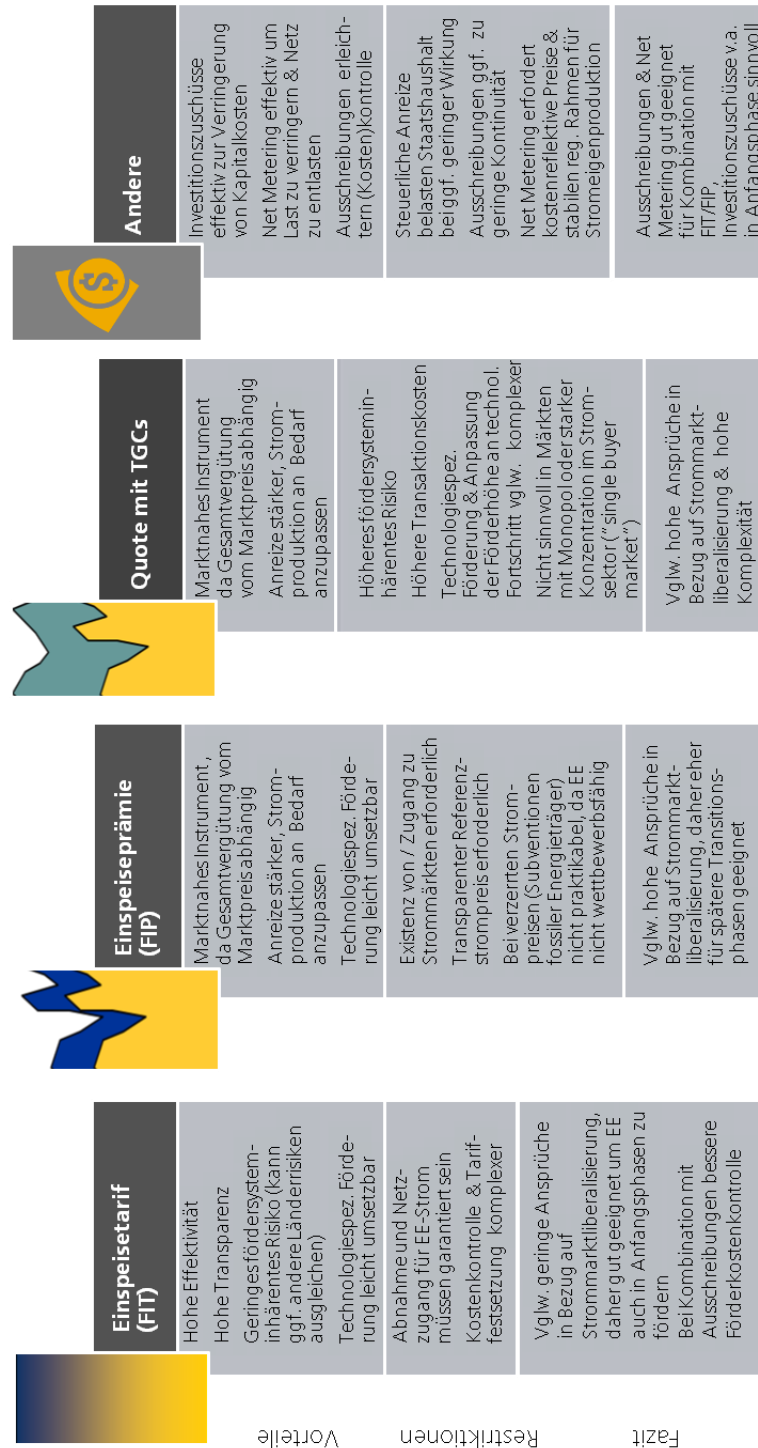 Einspeisetarif
(FIT)
Einspeiseprämie
(FIP)
Quote mit TGCs
Andere
Vorteile
Hohe Effektivität
Hohe Transparenz
Geringes fördersystem-
inhärentes Risiko (kann
ggf. andere Länderrisiken
ausgleichen)
Technologiespez. Förde-
rung leicht umsetzbar
Marktnahes Instrument,
da Gesamtvergütung vom
Marktpreis abhängig
Anreize stärker, Strom-
produktion an Bedarf
anzupassen
Technologiespez. Förde-
rung leicht umsetzbar
Marktnahes Instrument
da Gesamtvergütung
vom Marktpreis abhängig
Anreize stärker, Strom-
produktion an Bedarf
anzupassen
Investitionszuschüsse
effektiv zur Verringerung
von Kapitalkosten
Net Metering effektiv um
Last zu verringern & Netz
zu entlasten
Ausschreibungen erleich-
tern (Kosten)kontrolle
Restriktionen
Abnahme und Netz-
zugang für EE-Strom
müssen garantiert sein
Kostenkontrolle & Tarif-
festsetzung komplexer
Existenz von / Zugang zu
Strommärkten erforderlich
Transparenter Referenz-
strompreis erforderlich
Bei verzerrten Strom-
preisen (Subventionen
fossiler Energieträger)
nicht praktikabel, da EE
nicht wettbewerbsfähig
Höheres fördersystemin-
härentes Risiko
Höhere Transaktionskosten
Technologiespez.
Förderung & Anpassung
der Förderhöhe an technol.
Fortschritt vglw. komplexer
Nicht sinnvoll in Märkten
mit Monopol oder starker
Konzentration im Strom-
sektor ("single buyer
market")
Steuerliche Anreize
belasten Staatshaushalt
bei ggf. geringer Wirkung
Ausschreibungen ggf. zu
geringe Kontinuität
Net Metering erfordert
kostenreflektive Preise &
stabilen reg. Rahmen für
Stromeigenproduktion
Fazit
Vglw. geringe Ansprüche
in Bezug auf
Strommarktliberalisierung,
daher gut geeignet um EE
auch in Anfangsphasen zu
fördern
Bei Kombination mit
Ausschreibungen bessere
Förderkostenkontrolle
Vglw. hohe Ansprüche in
Bezug auf Strommarkt-
liberalisierung, daher eher
für spätere Transitions-
phasen geeignet
Vglw. hohe Ansprüche in
Bezug auf Strommarkt-
liberalisierung & hohe
Komplexität
Ausschreibungen & Net
Metering gut geeignet
für Kombination mit
FIT/FIP,
Investitionszuschüsse v.a.
in Anfangsphase sinnvoll
$